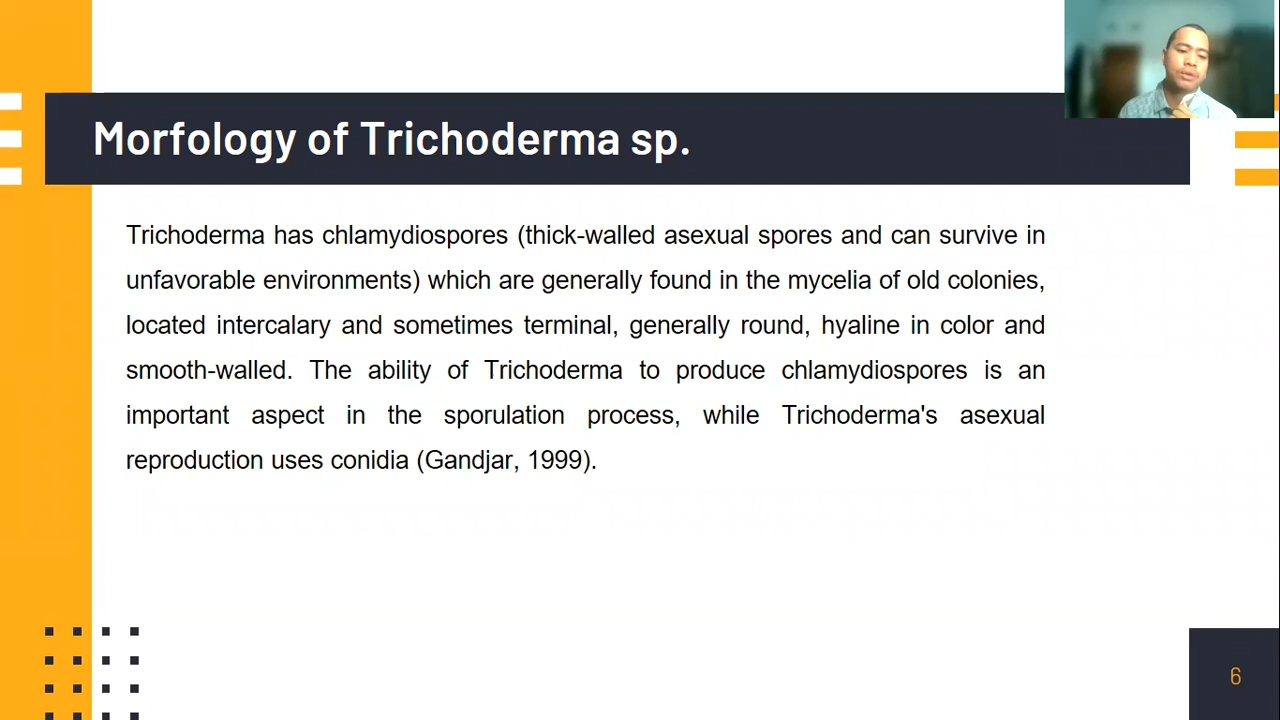 Morfology of Trichoderma sp.
Trichoderma has chlamydiospores (thick-walled asexual spores and can survive in
unfavorable environments) which are generally found in the mycelia of old colonies,
located intercalary and sometimes terminal, generally round, hyaline in color and
smooth-walled. The ability of Trichoderma to produce chlamydiospores is an
important aspect in the sporulation process, while Trichoderma's asexual
reproduction uses conidia (Gandjar, 1999).
6